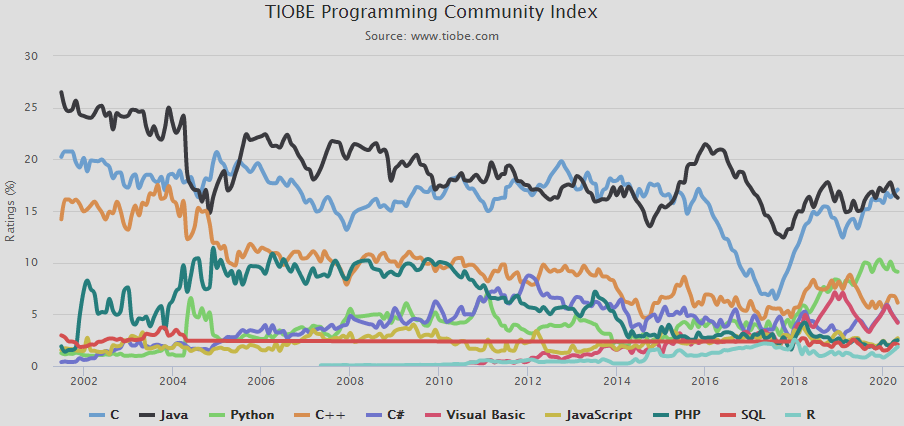 TIOBE Programming Community Index
Source: www.tiobe.com
30
25
20
15
10
5
0
Ratings (%)
2002 2004 2006 2008 2010 2012 2014 2016 2018 2020
C Java Python C++ C# Visual Basic JavaScript PHP SQL R